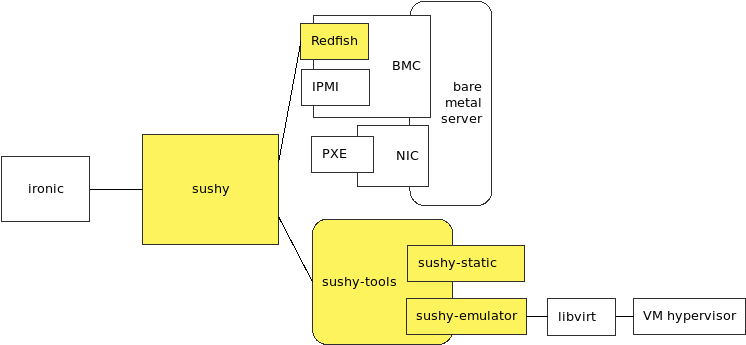 Redfish
BMC
IPMI
bare
metal
server
PXE
NIC
ironic
sushy
sushy-static
sushy-tools
sushy-emulator
libvirt
VM hypervisor